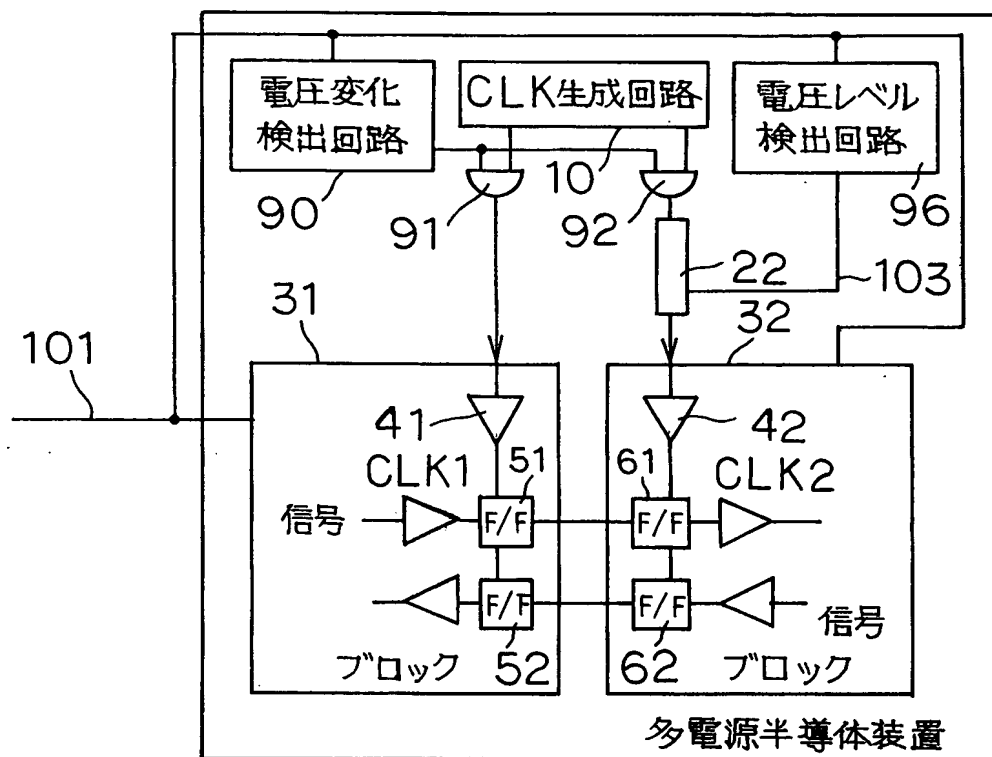 電圧変化
検出回路
CLK生成回路
電圧レベル
検出回路
90
91
10
92
96
22
103
31
32
101
41
42
CLK1
51
61
CLK2
信号
F/F
F/F
F/F
F/F
信号
ブロック
52
62
ブロック
多電源半導体装置